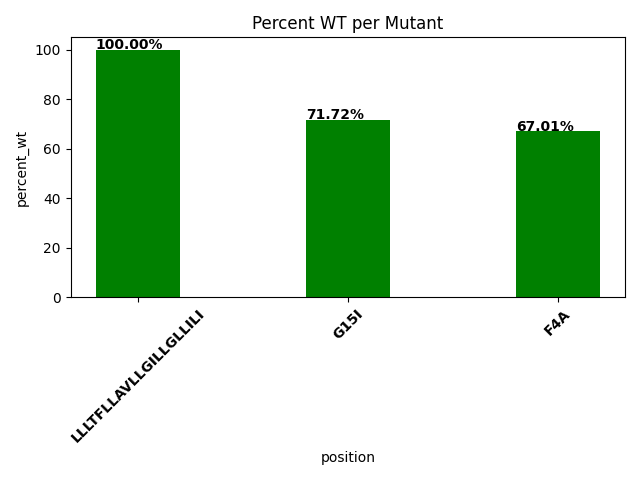 Percent WT per Mutant
percent_wt
100
80
60
40
20
0
100.00%
71.72%
67.01%
LLLTFLLAVLLGILLGLLILI
G15I
F4A
position